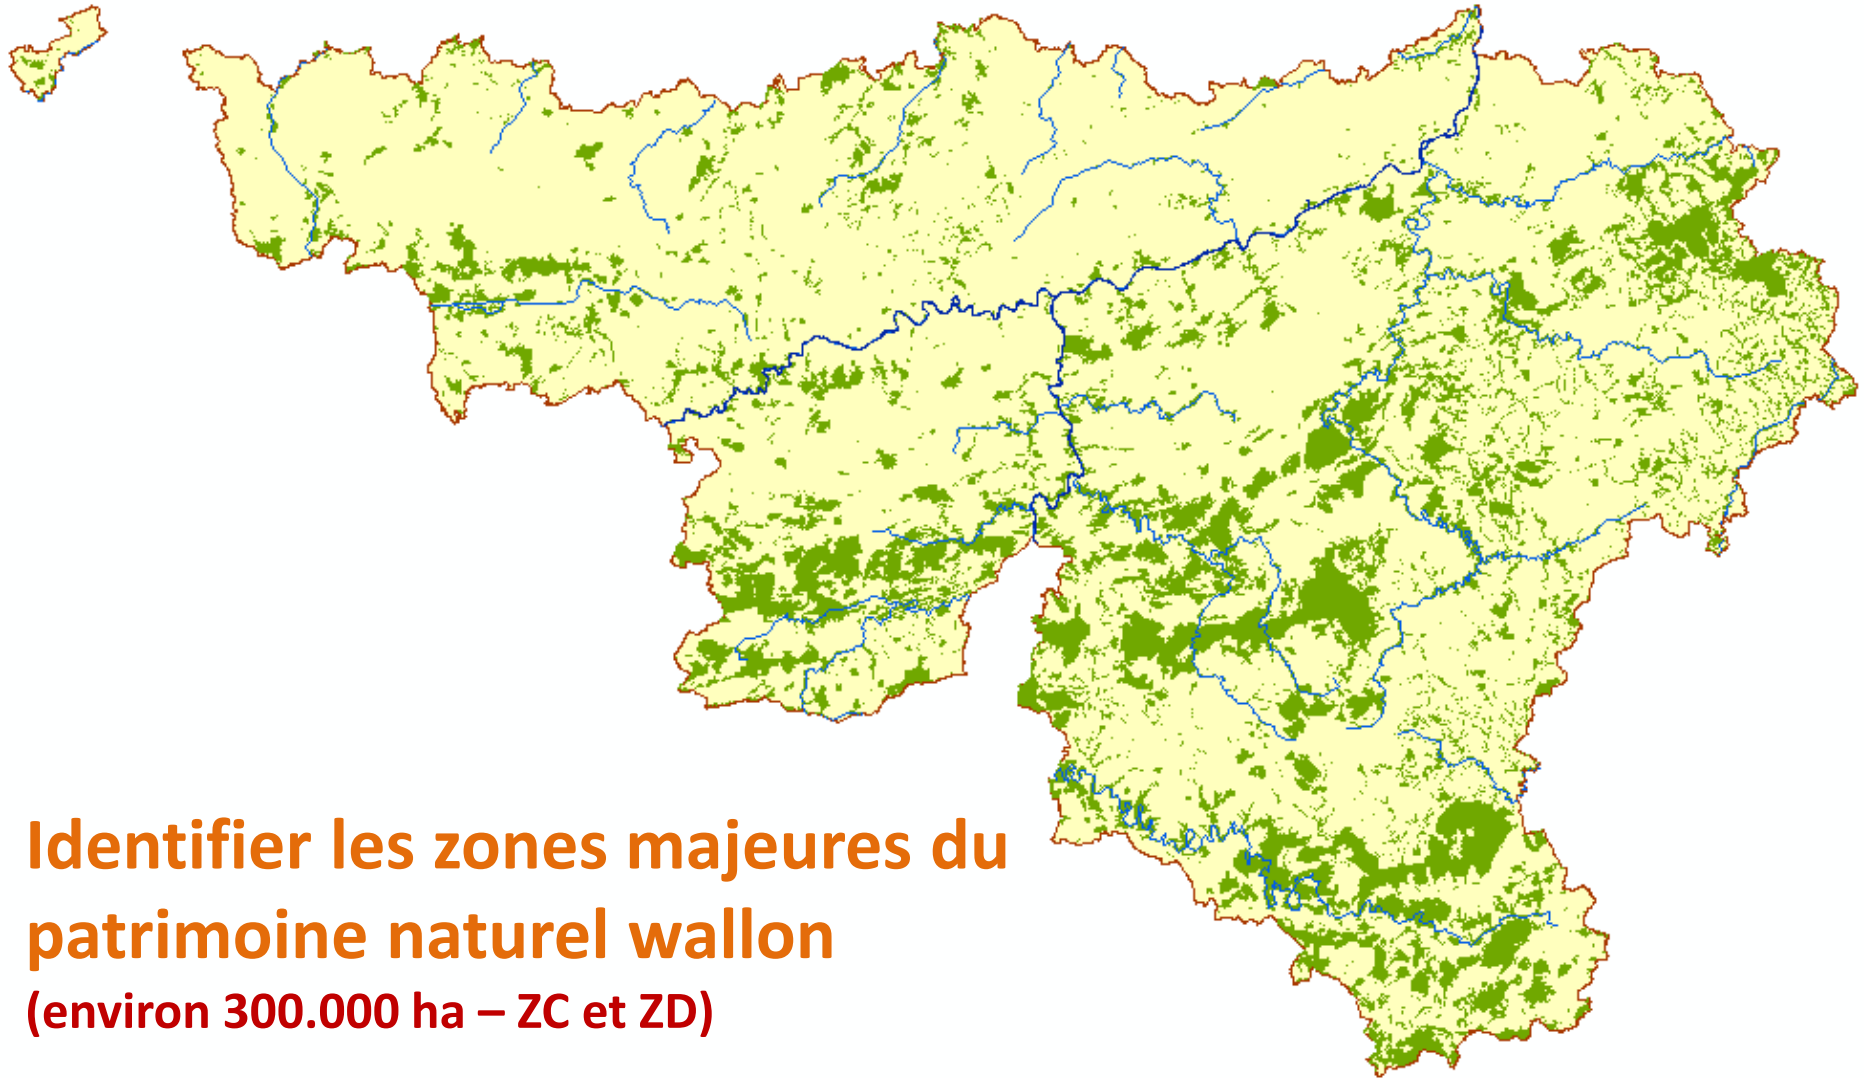 Identifier les zones majeures du
patrimoine naturel wallon
(environ 300.000 ha – ZC et ZD)